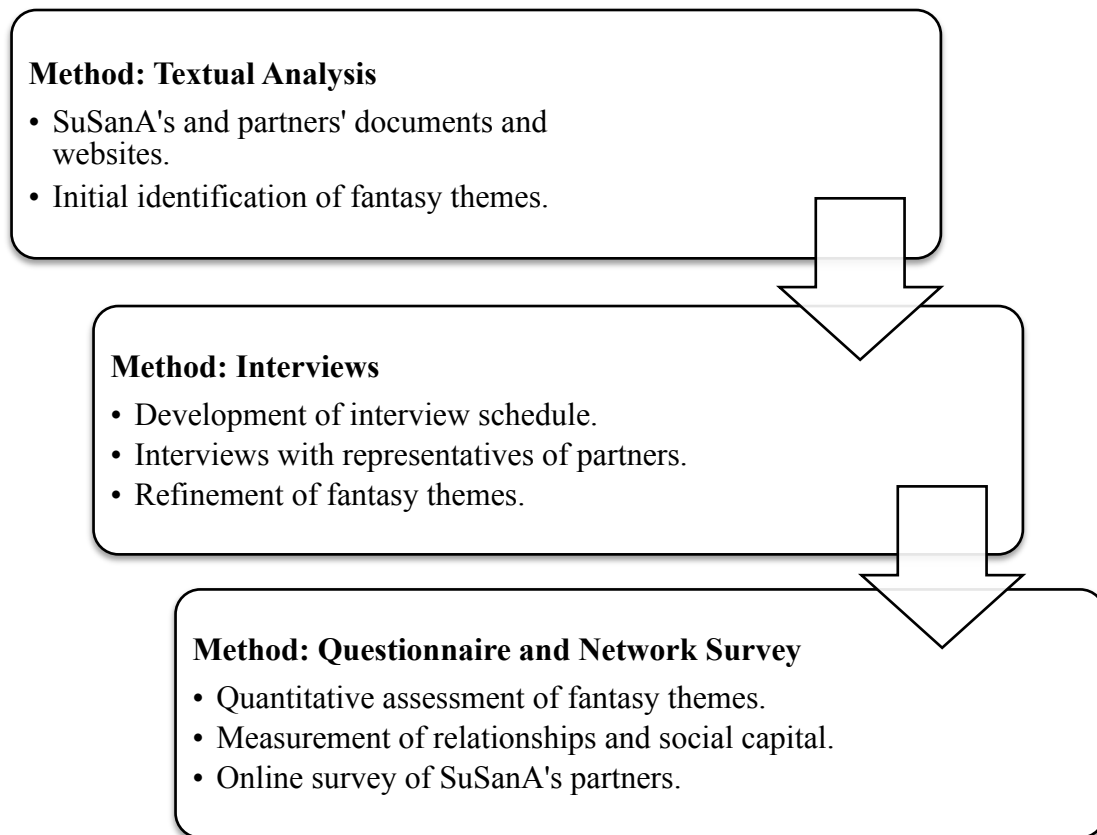 Method: Textual Analysis
• SuSanA's and partners' documents and
websites.
• Initial identification of fantasy themes.
Method: Interviews
• Development of interview schedule.
• Interviews with representatives of partners.
• Refinement of fantasy themes.
Method: Questionnaire and Network Survey
• Quantitative assessment of fantasy themes.
• Measurement of relationships and social capital.
• Online survey of SuSanA's partners.